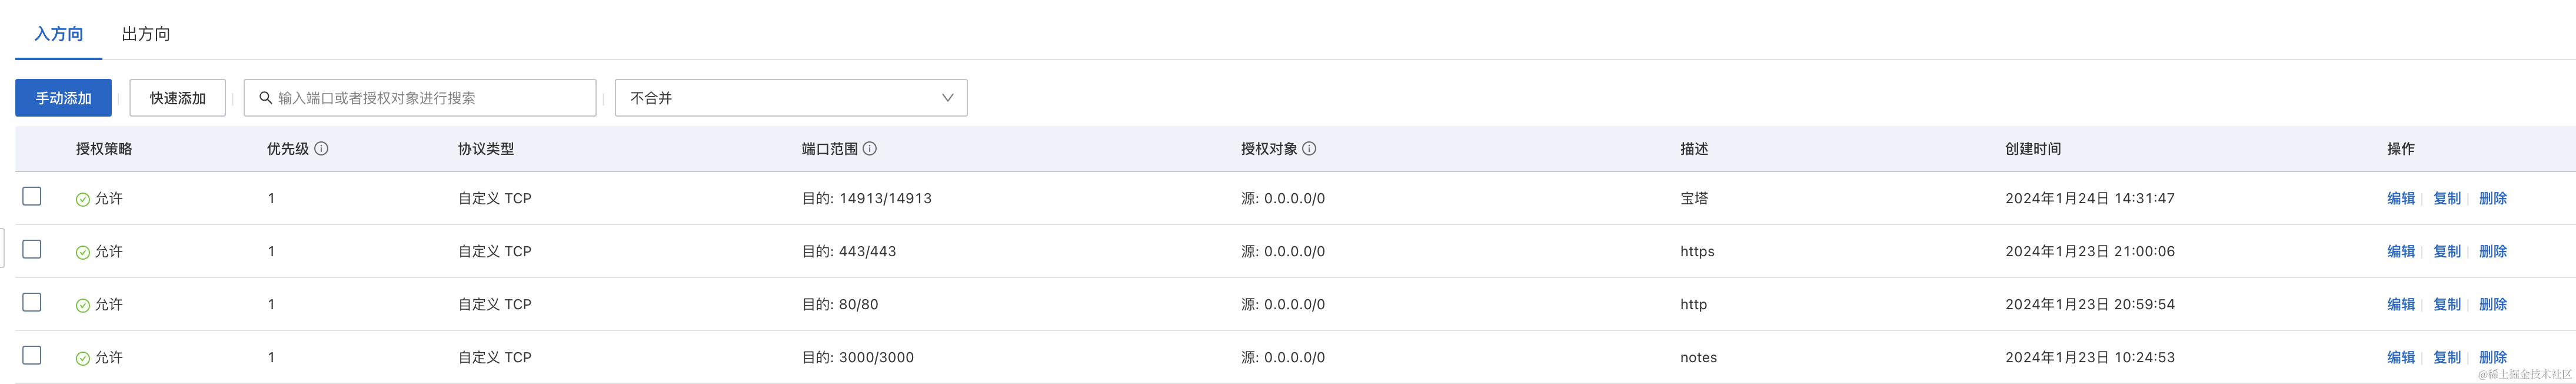 入方向 出方向
手动添加 快速添加 输入端口或者授权对象进行搜索 不合并
授权策略 优先级 协议类型 端口范围 授权对象 描述 创建时间 操作
允许 1 自定义 TCP 目的: 14913/14913 源: 0.0.0.0/0 宝塔 2024年1月24日 14:31:47 编辑 复制 删除
允许 1 自定义 TCP 目的: 443/443 源: 0.0.0.0/0 https 2024年1月23日 21:00:06 编辑 复制 删除
允许 1 自定义 TCP 目的: 80/80 源: 0.0.0.0/0 http 2024年1月23日 20:59:54 编辑 复制 删除
允许 1 自定义 TCP 目的: 3000/3000 源: 0.0.0.0/0 notes 2024年1月23日 10:24:53 编辑 复制 删除
@稀土掘金技术社区